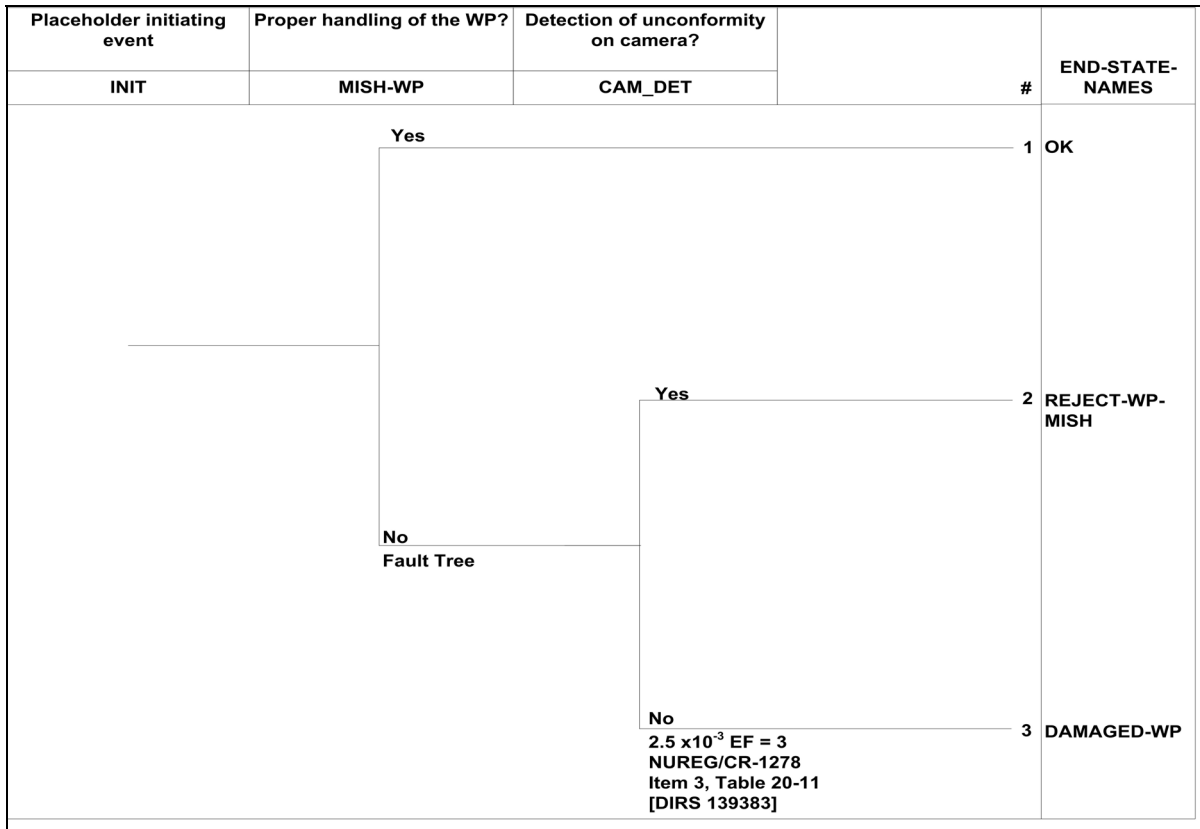 Placeholder initiating
event
Proper handling of the WP?
Detection of unconformity
on camera?
INIT
MISH-WP
CAM_DET
#
END-STATE-
NAMES
Yes
1 OK
Yes
2 REJECT-WP-
MISH
No
Fault Tree
No
2.5 x10⁻³ EF = 3
NUREG/CR-1278
Item 3, Table 20-11
[DIRS 139383]
3 DAMAGED-WP